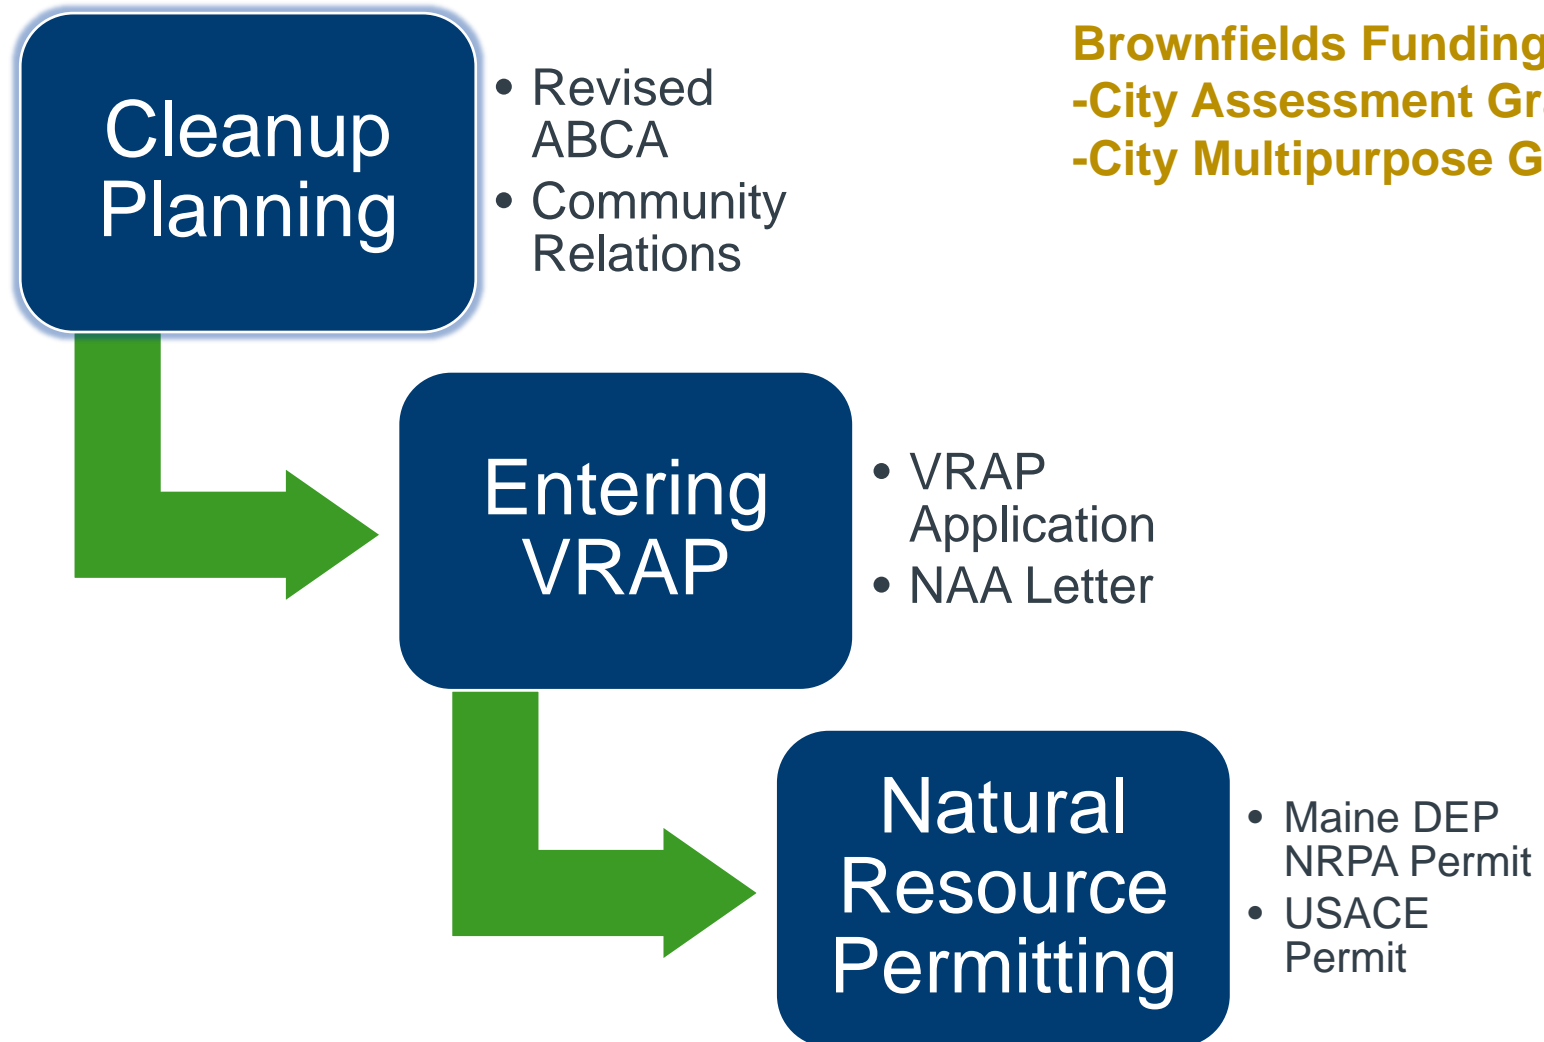 Cleanup
Planning
• Revised
ABCA
• Community
Relations
Brownfields Funding
-City Assessment
-City Multipurpose
Entering
VRAP
• VRAP
Application
• NAA Letter
Natural
Resource
Permitting
• Maine DEP
NRPA Permit
• USACE
Permit